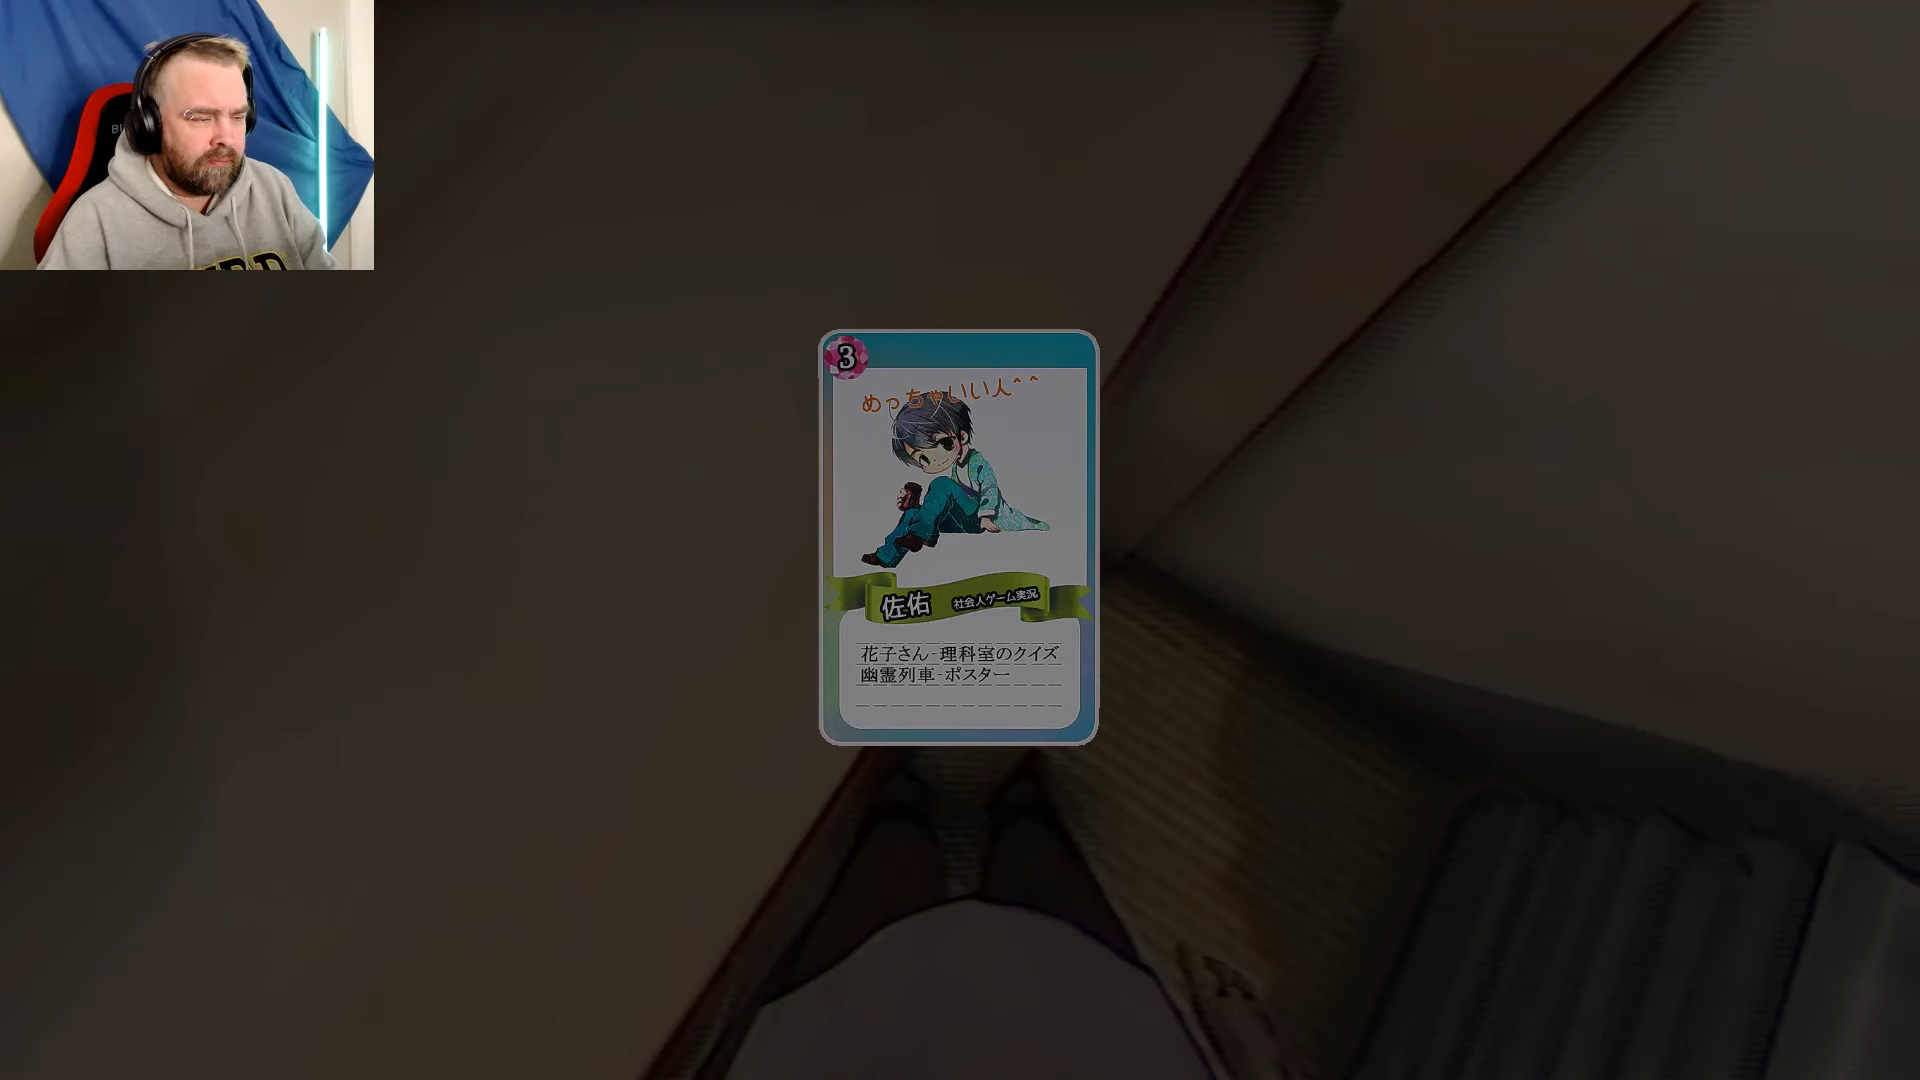 3
めっちゃいい人^^
佐佑 社会人ゲーム実況
花子さん-理科室のクイズ
幽霊列車-ポスター